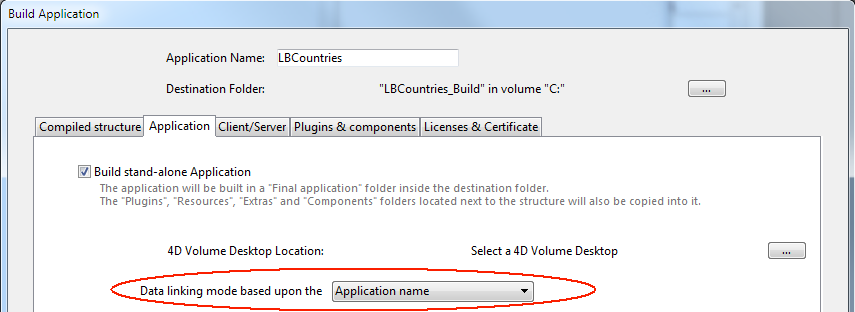 Build Application
Application Name: LBCountries
Destination Folder: "LBCountries_Build" in volume "C:" ...
Compiled structure Application Client/Server Plugins & components Licenses & Certificate
Build stand-alone Application
The application will be built in a "Final application" folder inside the destination folder.
The "Plugins", "Resources", "Extras" and "Components" folders located next to the structure will also be copied into it.
4D Volume Desktop Location: Select a 4D Volume Desktop ...
Data linking mode based upon the Application name